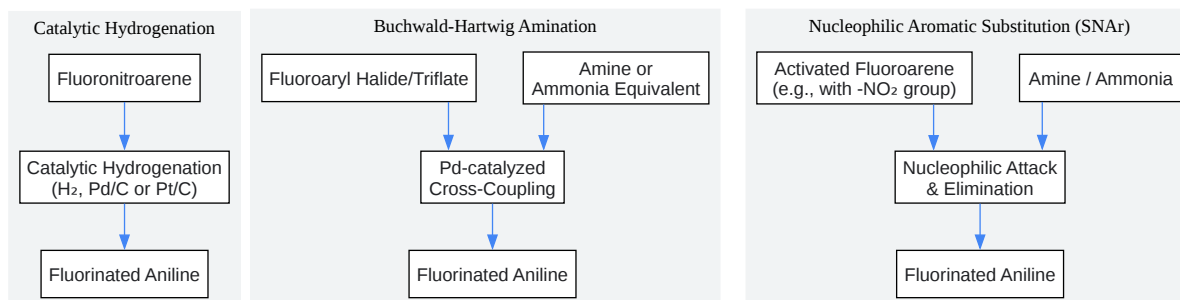 Catalytic Hydrogenation
Fluoronitroarene
Catalytic Hydrogenation
(H₂, Pd/C or Pt/C)
Fluorinated Aniline
Buchwald-Hartwig Amination
Fluoroaryl Halide/Triflate
Amine or
Ammonia Equivalent
Pd-catalyzed
Cross-Coupling
Fluorinated Aniline
Nucleophilic Aromatic Substitution (SNAr)
Activated Fluoroarene
(e.g., with -NO₂ group)
Amine / Ammonia
Nucleophilic Attack
& Elimination
Fluorinated Aniline